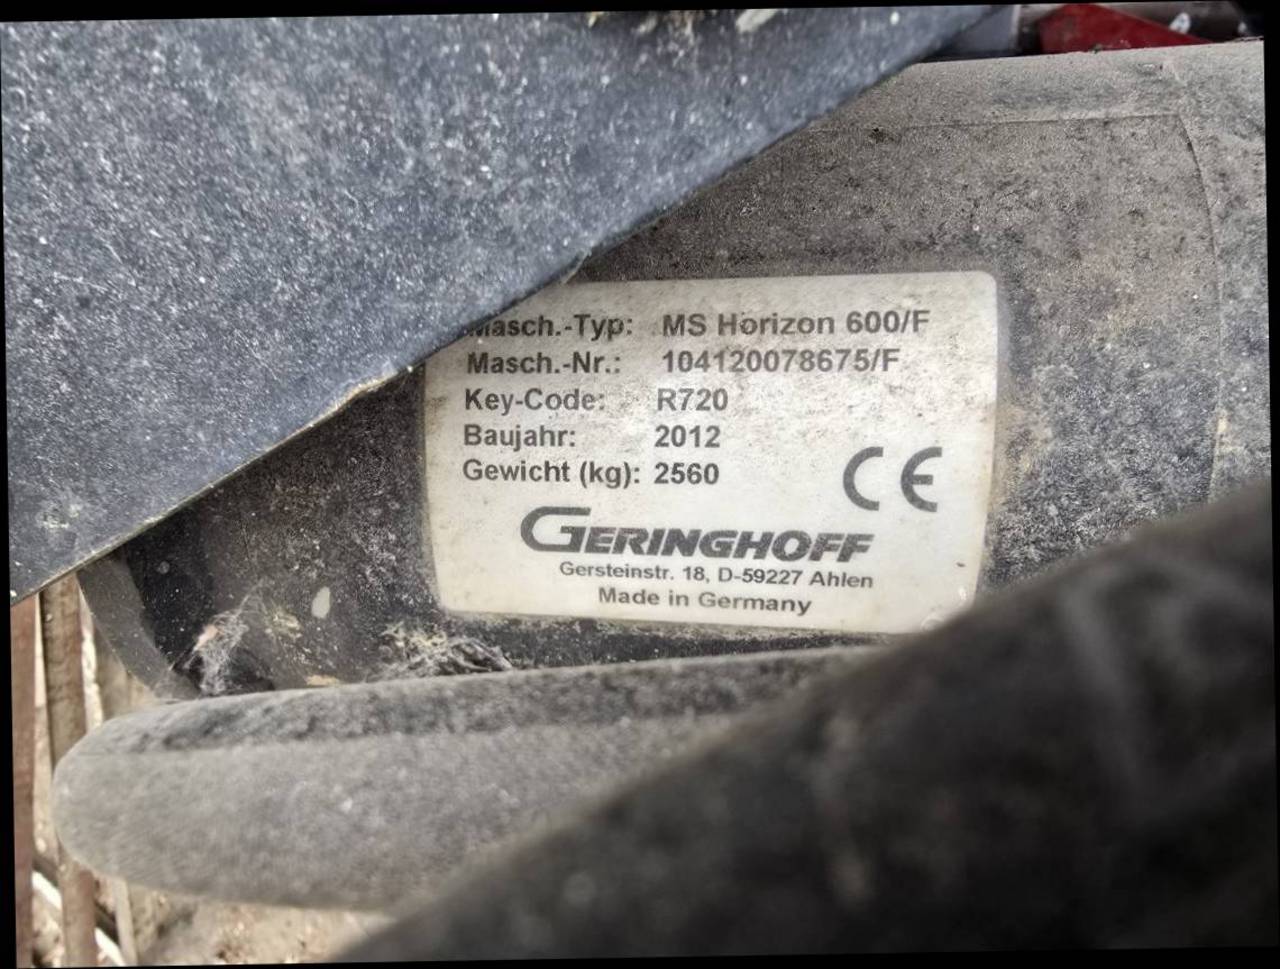 Masch.-Typ: MS Horizon 600/F
Masch.-Nr.: 104120078675/F
Key-Code: R720
Baujahr: 2012
Gewicht (kg): 2560
CE
GERINGHOFF
Gersteinstr. 18, D-59227 Ahlen
Made in Germany